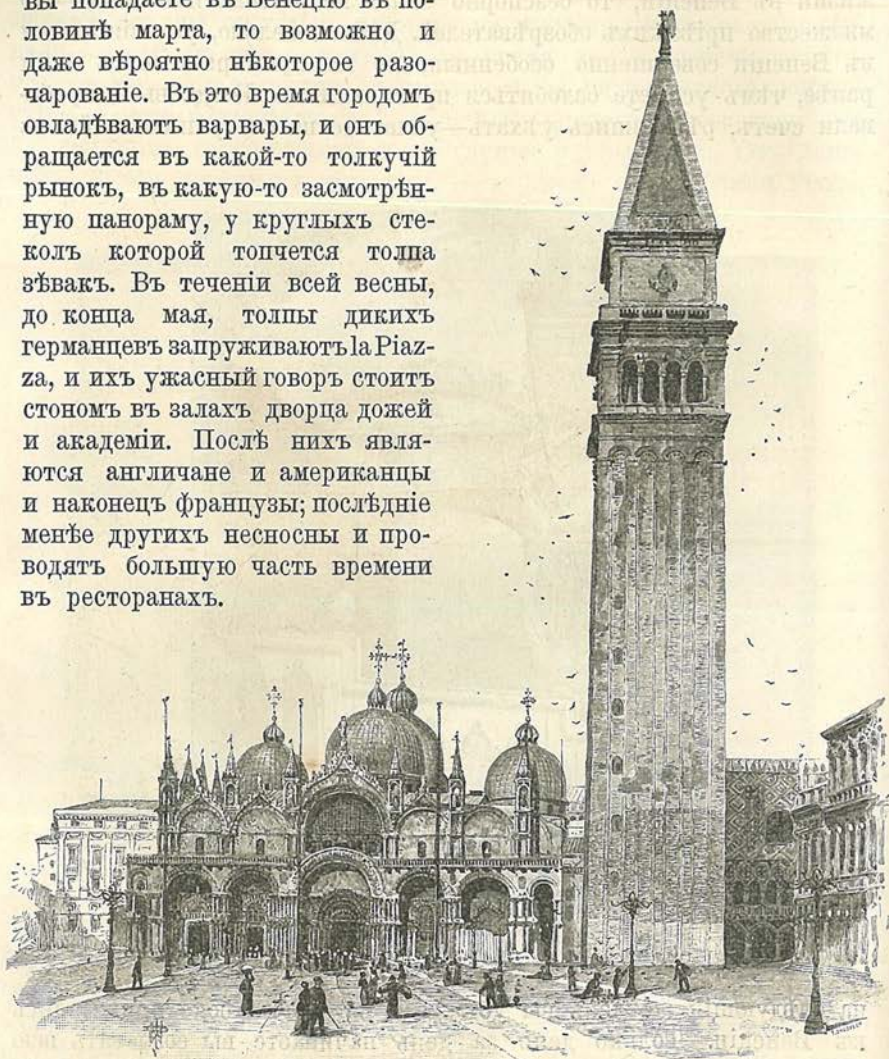 вы попадаете въ Венецію въ по-
ловинѣ марта, то возможно и
даже вѣроятно нѣкоторое разо-
чарованіе. Въ это время городомъ
овладѣваютъ варвары, и онъ об-
ращается въ какой-то толкучій
рынокъ, въ какую-то засмотрѣн-
ную панораму, у круглыхъ сте-
колъ которой топчется толпа
зѣвакъ. Въ теченіи всей весны,
до конца мая, толпы дикихъ
германцевъ запруживаютъ la Piaz-
za, и ихъ ужасный говоръ стоитъ
стономъ въ залахъ дворца дожей
и академіи. Послѣ нихъ явля-
ются англичане и американцы
и наконецъ французы; послѣдніе
менѣе другихъ несносны и про-
водятъ большую часть времени
въ ресторанахъ.